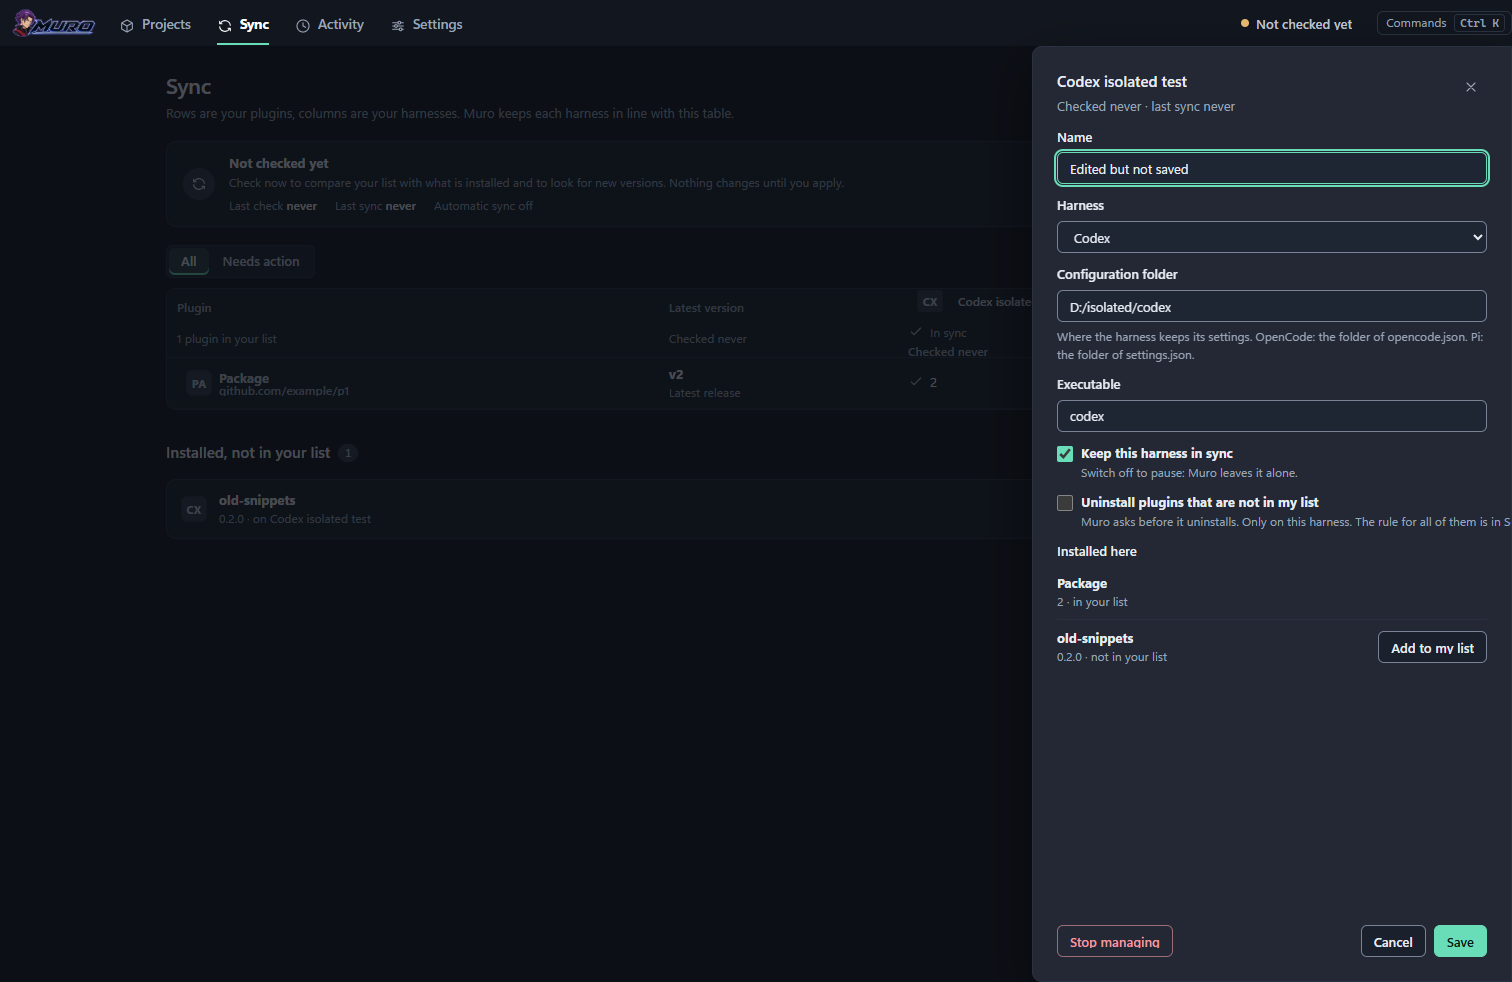 MURO
Projects
Sync
Activity
Settings
Not checked yet
Commands Ctrl K
Sync
Rows are your plugins, columns are your harnesses. Muro keeps each harness in line with this table.
Not checked yet
Check now to compare your list with what is installed and to look for new versions. Nothing changes until you apply.
Last check never Last sync never Automatic sync off
All Needs action
Plugin Latest version CX Codex isolate
1 plugin in your list Checked never In sync
Checked never
PA Package v2 2
github.com/example/p1 Latest release
Installed, not in your list 1
CX old-snippets
0.2.0 · on Codex isolated test
Codex isolated test
Checked never · last sync never
Name
Edited but not saved
Harness
Codex
Configuration folder
D:/isolated/codex
Where the harness keeps its settings. OpenCode: the folder of opencode.json. Pi:
the folder of settings.json.
Executable
codex
Keep this harness in sync
Switch off to pause: Muro leaves it alone.
Uninstall plugins that are not in my list
Muro asks before it uninstalls. Only on this harness. The rule for all of them is in S
Installed here
Package
2 · in your list
old-snippets
0.2.0 · not in your list
Add to my list
Stop managing
Cancel
Save